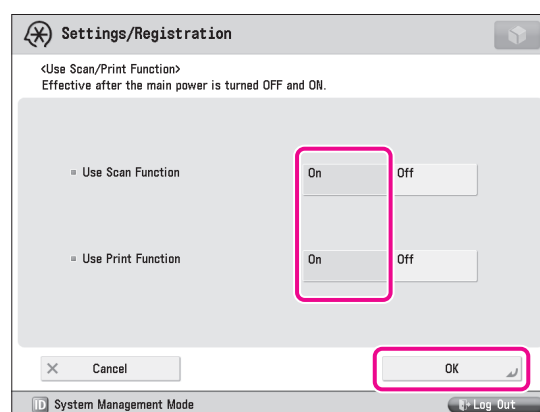 Settings/Registration
<Use Scan/Print Function>
Effective after the main power is turned OFF and ON.
Use Scan Function On Off
Use Print Function On Off
Cancel OK
ID System Management Mode Log Out